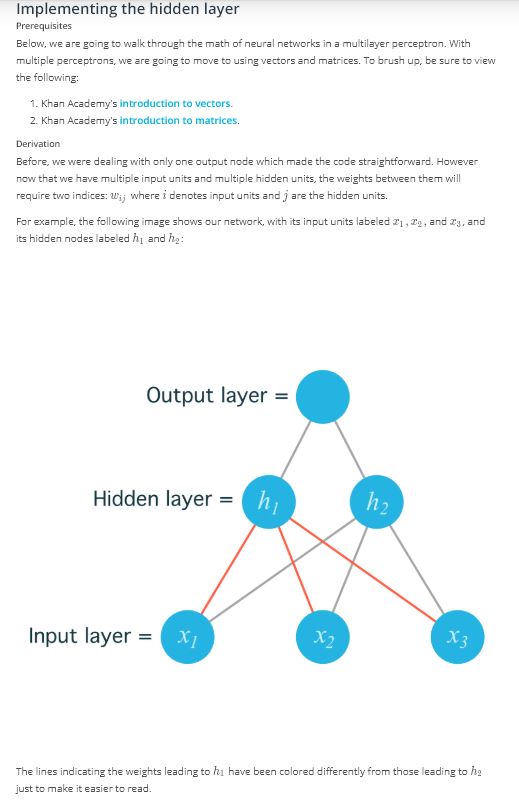 Implementing the hidden layer
Prerequisites
Below, we are going to walk through the math of neural networks in a multilayer perceptron. With
multiple perceptrons, we are going to move to using vectors and matrices. To brush up, be sure to view
the following:
1. Khan Academy's introduction to vectors.
2. Khan Academy's introduction to matrices.
Derivation
Before, we were dealing with only one output node which made the code straightforward. However
now that we have multiple input units and multiple hidden units, the weights between them will
require two indices: w_{ij} where i denotes input units and j are the hidden units.
For example, the following image shows our network, with its input units labeled x_1, x_2, and x_3, and
its hidden nodes labeled h_1 and h_2:
Output layer =
Hidden layer = h_1 h_2
Input layer = x_1 x_2 x_3
The lines indicating the weights leading to h_1 have been colored differently from those leading to h_2
just to make it easier to read.